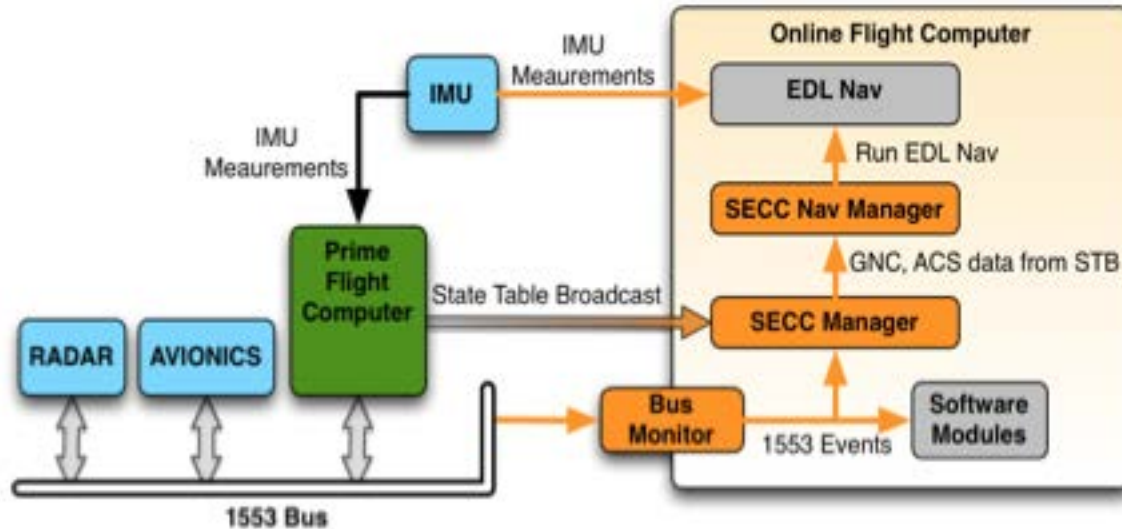 Online Flight Computer
IMU
Meaurements
IMU
EDL Nav
IMU
Meaurements
Run EDL Nav
SECC Nav Manager
Prime
Flight
Computer
GNC, ACS data from STB
State Table Broadcast
SECC Manager
RADAR
AVIONICS
Bus
Monitor
1553 Events
Software
Modules
1553 Bus